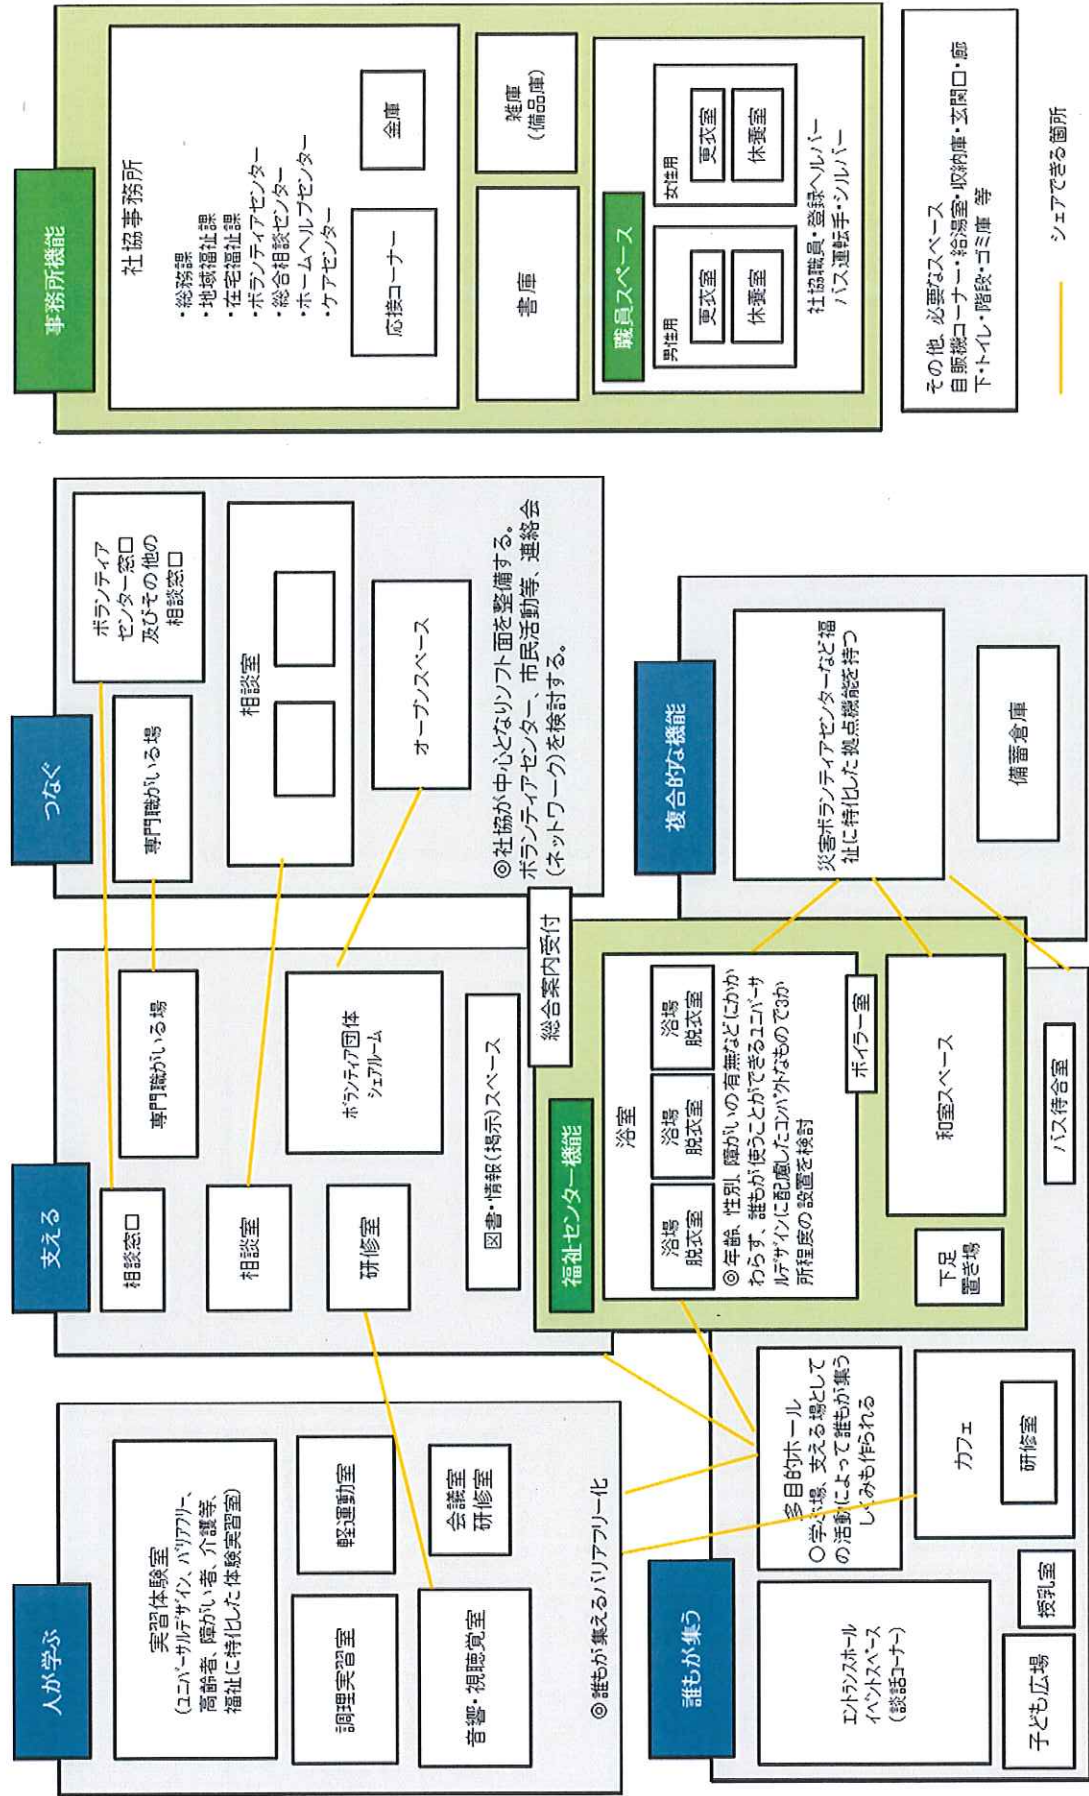 人が学ぶ
実習体験室
(ユニバーサルデザイン、バリアフリー、
高齢者、障がい者、介護等、
福祉に特化した体験実習室)
調理実習室
軽運動室
音響・視聴覚室
会議室
研修室
◎誰もが集えるバリアフリー化
支える
相談窓口
専門職がいる場
相談室
研修室
ボランティア団体
シェアルーム
図書・情報(掲示)スペース
つなぐ
専門職がいる場
ボランティア
センター窓口
及びその他の
相談窓口
相談室
オープンスペース
◎社協が中心となりソフト面を整備する。
ボランティアセンター、市民活動等、連絡会
(ネットワーク)を検討する。
総合案内受付
事務所機能
社協事務所
・総務課
・地域福祉課
・在宅福祉課
・ボランティアセンター
・総合相談センター
・ホームヘルプセンター
・ケアセンター
応接コーナー
金庫
書庫
雑庫
(備品庫)
職員スペース
男性用
更衣室
休養室
女性用
更衣室
休養室
社協職員・登録ヘルパー
バス運転手・シルバー
誰もが集う
エントランスホール
イベントスペース
(談話コーナー)
多目的ホール
○学ぶ場、支える場として
の活動によって誰もが集う
しくみも作られる
子ども広場
授乳室
カフェ
研修室
バス待合室
福祉センター機能
浴室
浴場
脱衣室
浴場
脱衣室
浴場
脱衣室
◎年齢、性別、障がいの有無などにかか
わらず、誰もが使うことができるユニバーサ
ルデザインに配慮したコンパクトなもので3か
所程度の設置を検討
ボイラー室
下足
置き場
和室スペース
複合的な機能
災害ボランティアセンターなど福
祉に特化した拠点機能を持つ
備蓄倉庫
その他、必要なスペース
自販機コーナー・給湯室・収納庫・玄関口・廊
下・トイレ・階段・ゴミ庫 等
シェアできる箇所